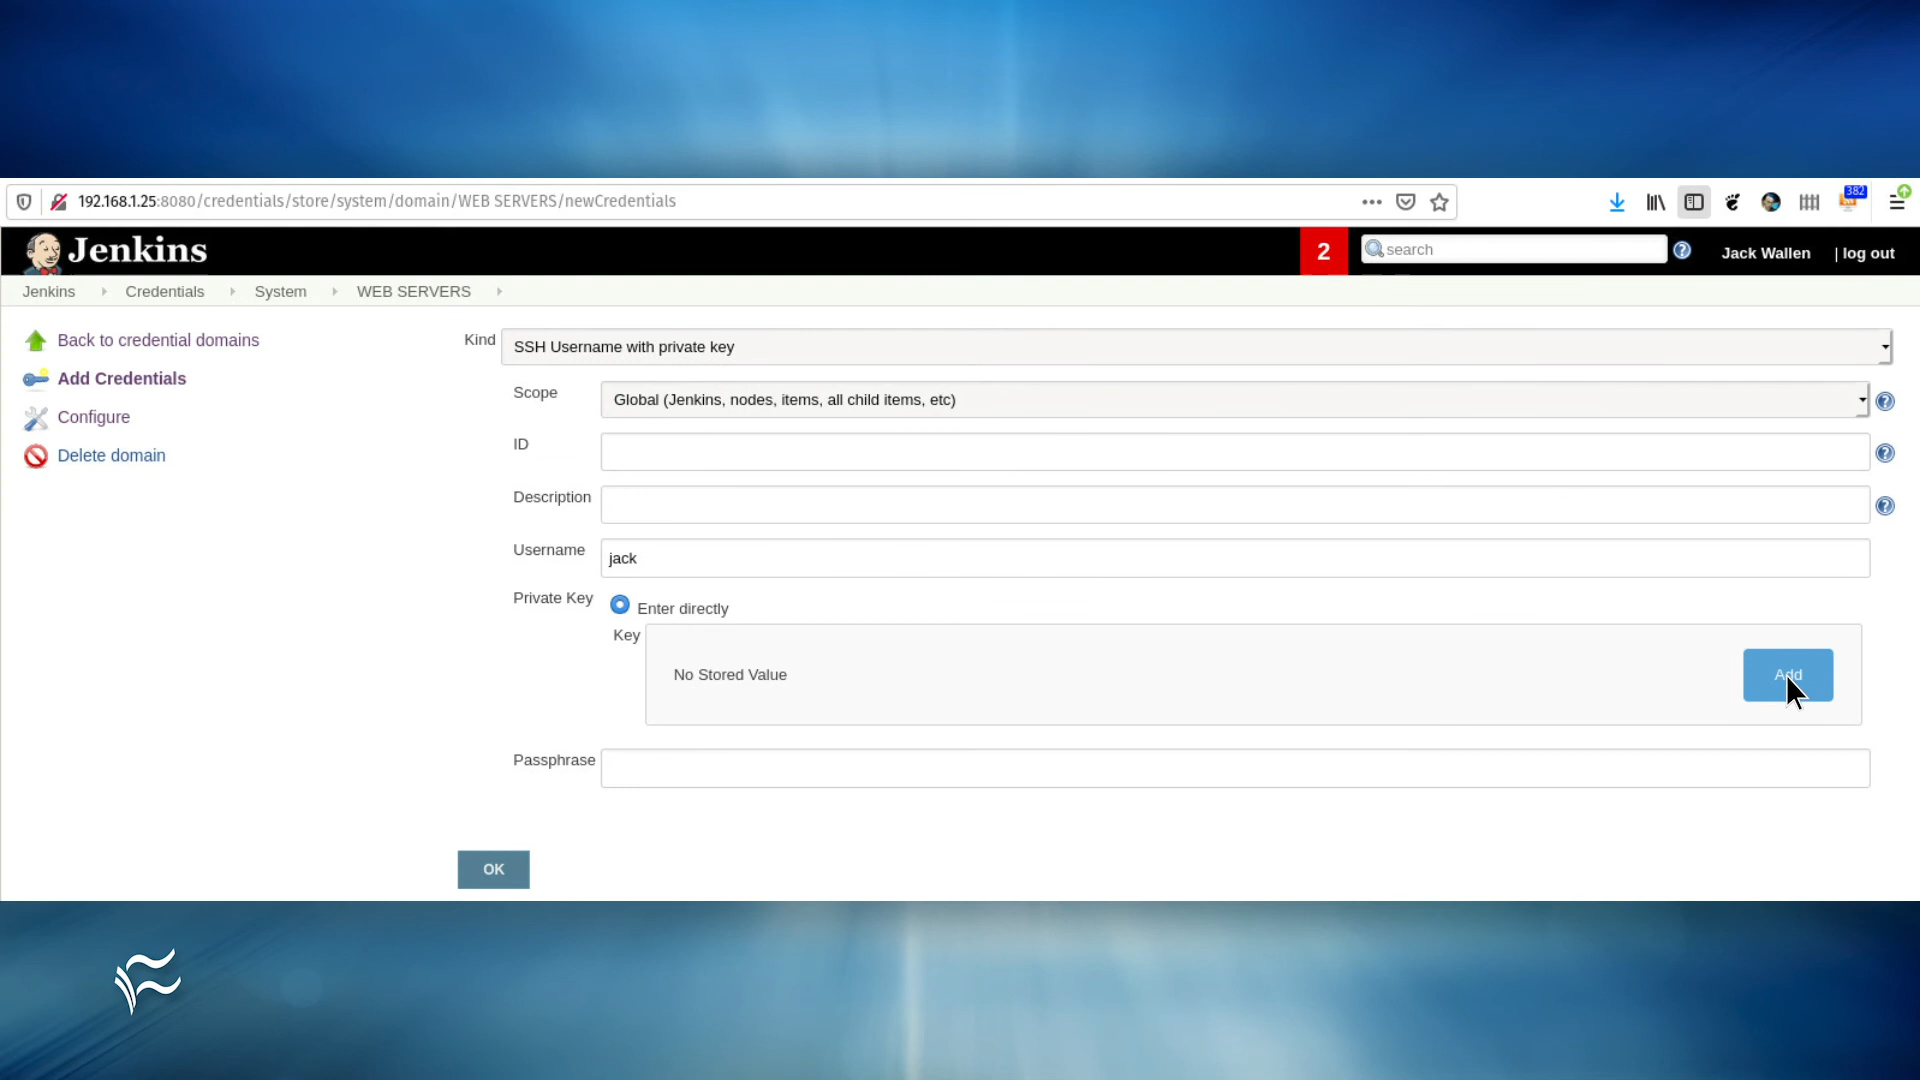 192.168.1.25:8080/credentials/store/system/domain/WEB SERVERS/newCredentials
382
Jenkins
2
search
Jack Wallen
| log out
Jenkins
Credentials
System
WEB SERVERS
Back to credential domains
Add Credentials
Configure
Delete domain
Kind
SSH Username with private key
Scope
Global (Jenkins, nodes, items, all child items, etc)
ID
Description
Username
jack
Private Key
Enter directly
Key
No Stored Value
Add
Passphrase
OK